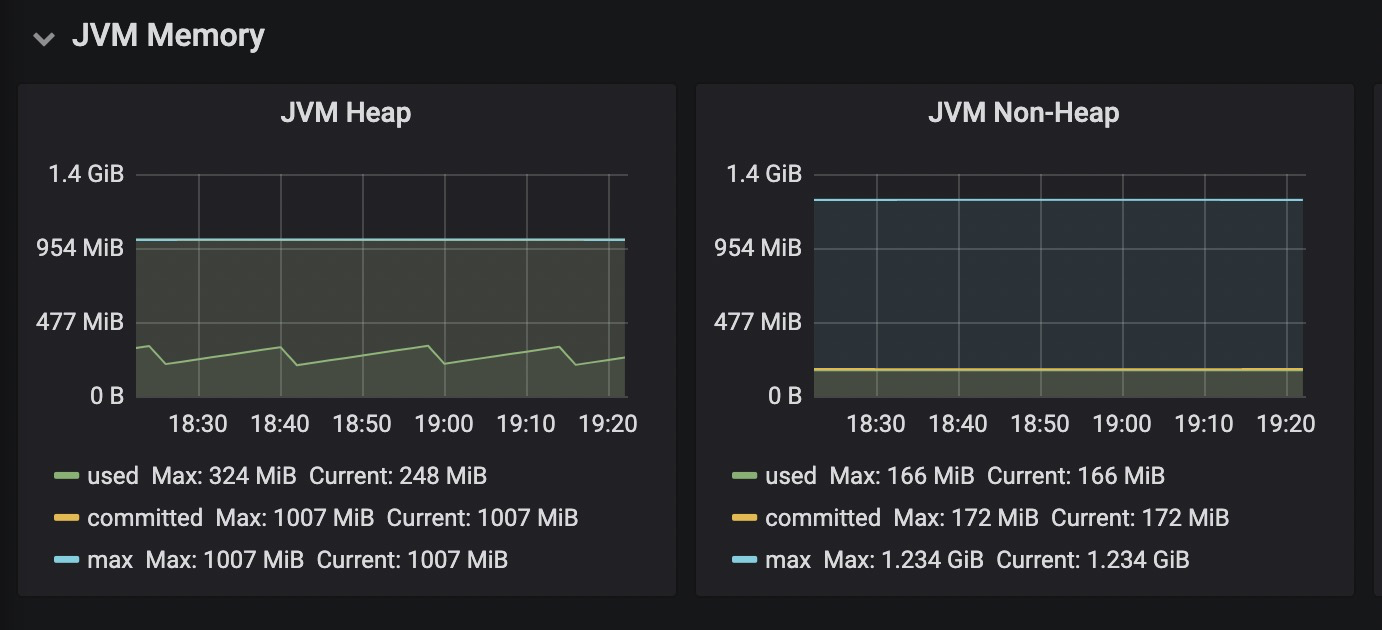 JVM Memory
JVM Heap
1.4 GiB
954 MiB
477 MiB
0 B
18:30 18:40 18:50 19:00 19:10 19:20
used Max: 324 MiB Current: 248 MiB
committed Max: 1007 MiB Current: 1007 MiB
max Max: 1007 MiB Current: 1007 MiB
JVM Non-Heap
1.4 GiB
954 MiB
477 MiB
0 B
18:30 18:40 18:50 19:00 19:10 19:20
used Max: 166 MiB Current: 166 MiB
committed Max: 172 MiB Current: 172 MiB
max Max: 1.234 GiB Current: 1.234 GiB